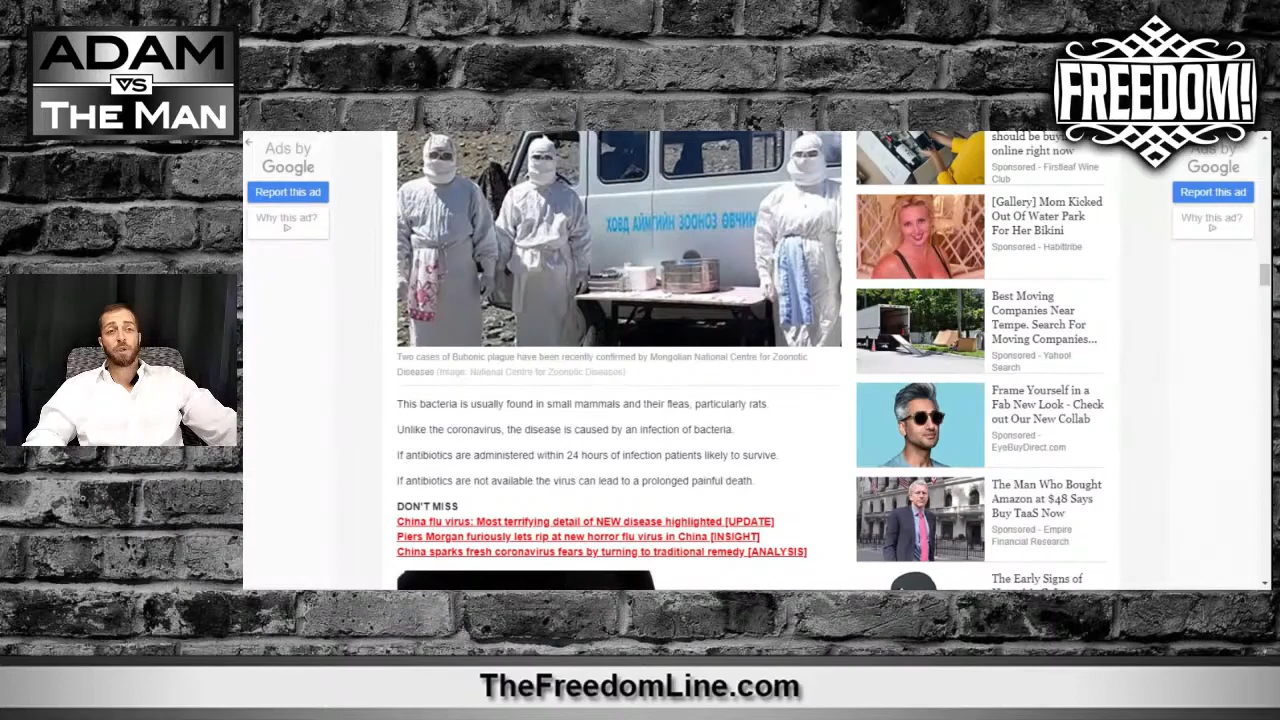 ADAM
VS
THE MAN
FREEDOM!
Ads by
Google
Report this ad
Why this ad?
Two cases of Bubonic plague have been recently confirmed by Mongolian National Centre for Zoonotic
Diseases (Image: National Centre for Zoonotic Diseases)
This bacteria is usually found in small mammals and their fleas, particularly rats.
Unlike the coronavirus, the disease is caused by an infection of bacteria.
If antibiotics are administered within 24 hours of infection patients likely to survive.
If antibiotics are not available the virus can lead to a prolonged painful death.
DON'T MISS
China flu virus: Most terrifying detail of NEW disease highlighted [UPDATE]
Piers Morgan furiously lets rip at new horror flu virus in China [INSIGHT]
China sparks fresh coronavirus fears by turning to traditional remedy [ANALYSIS]
should be
online right now
Sponsored - Firstleaf Wine
Club
[Gallery] Mom Kicked
Out Of Water Park
For Her Bikini
Sponsored - Habittribe
Best Moving
Companies Near
Tempe. Search For
Moving Companies...
Sponsored - Yahoo!
Search
Frame Yourself in a
Fab New Look - Check
out Our New Collab
Sponsored -
EyeBuyDirect.com
The Man Who Bought
Amazon at $48 Says
Buy TaaS Now
Sponsored - Empire
Financial Research
The Early Signs of
Ads by
Google
Report this ad
Why this ad?
TheFreedomLine.com